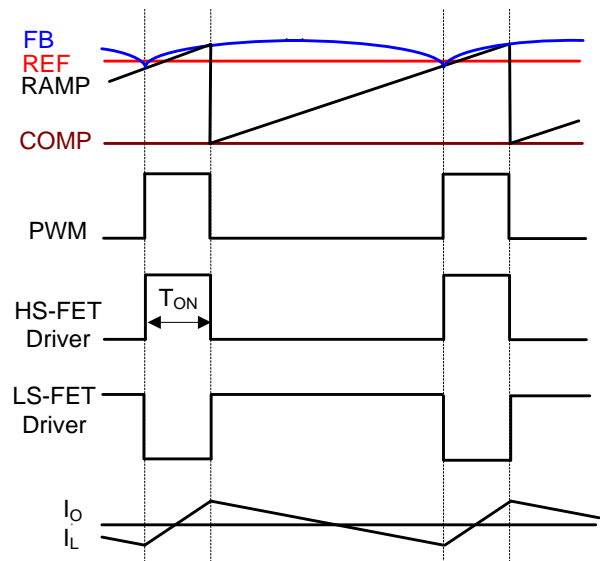 FB
REF
RAMP
COMP
PWM
HS-FET
Driver
TON
LS-FET
Driver
IO
IL